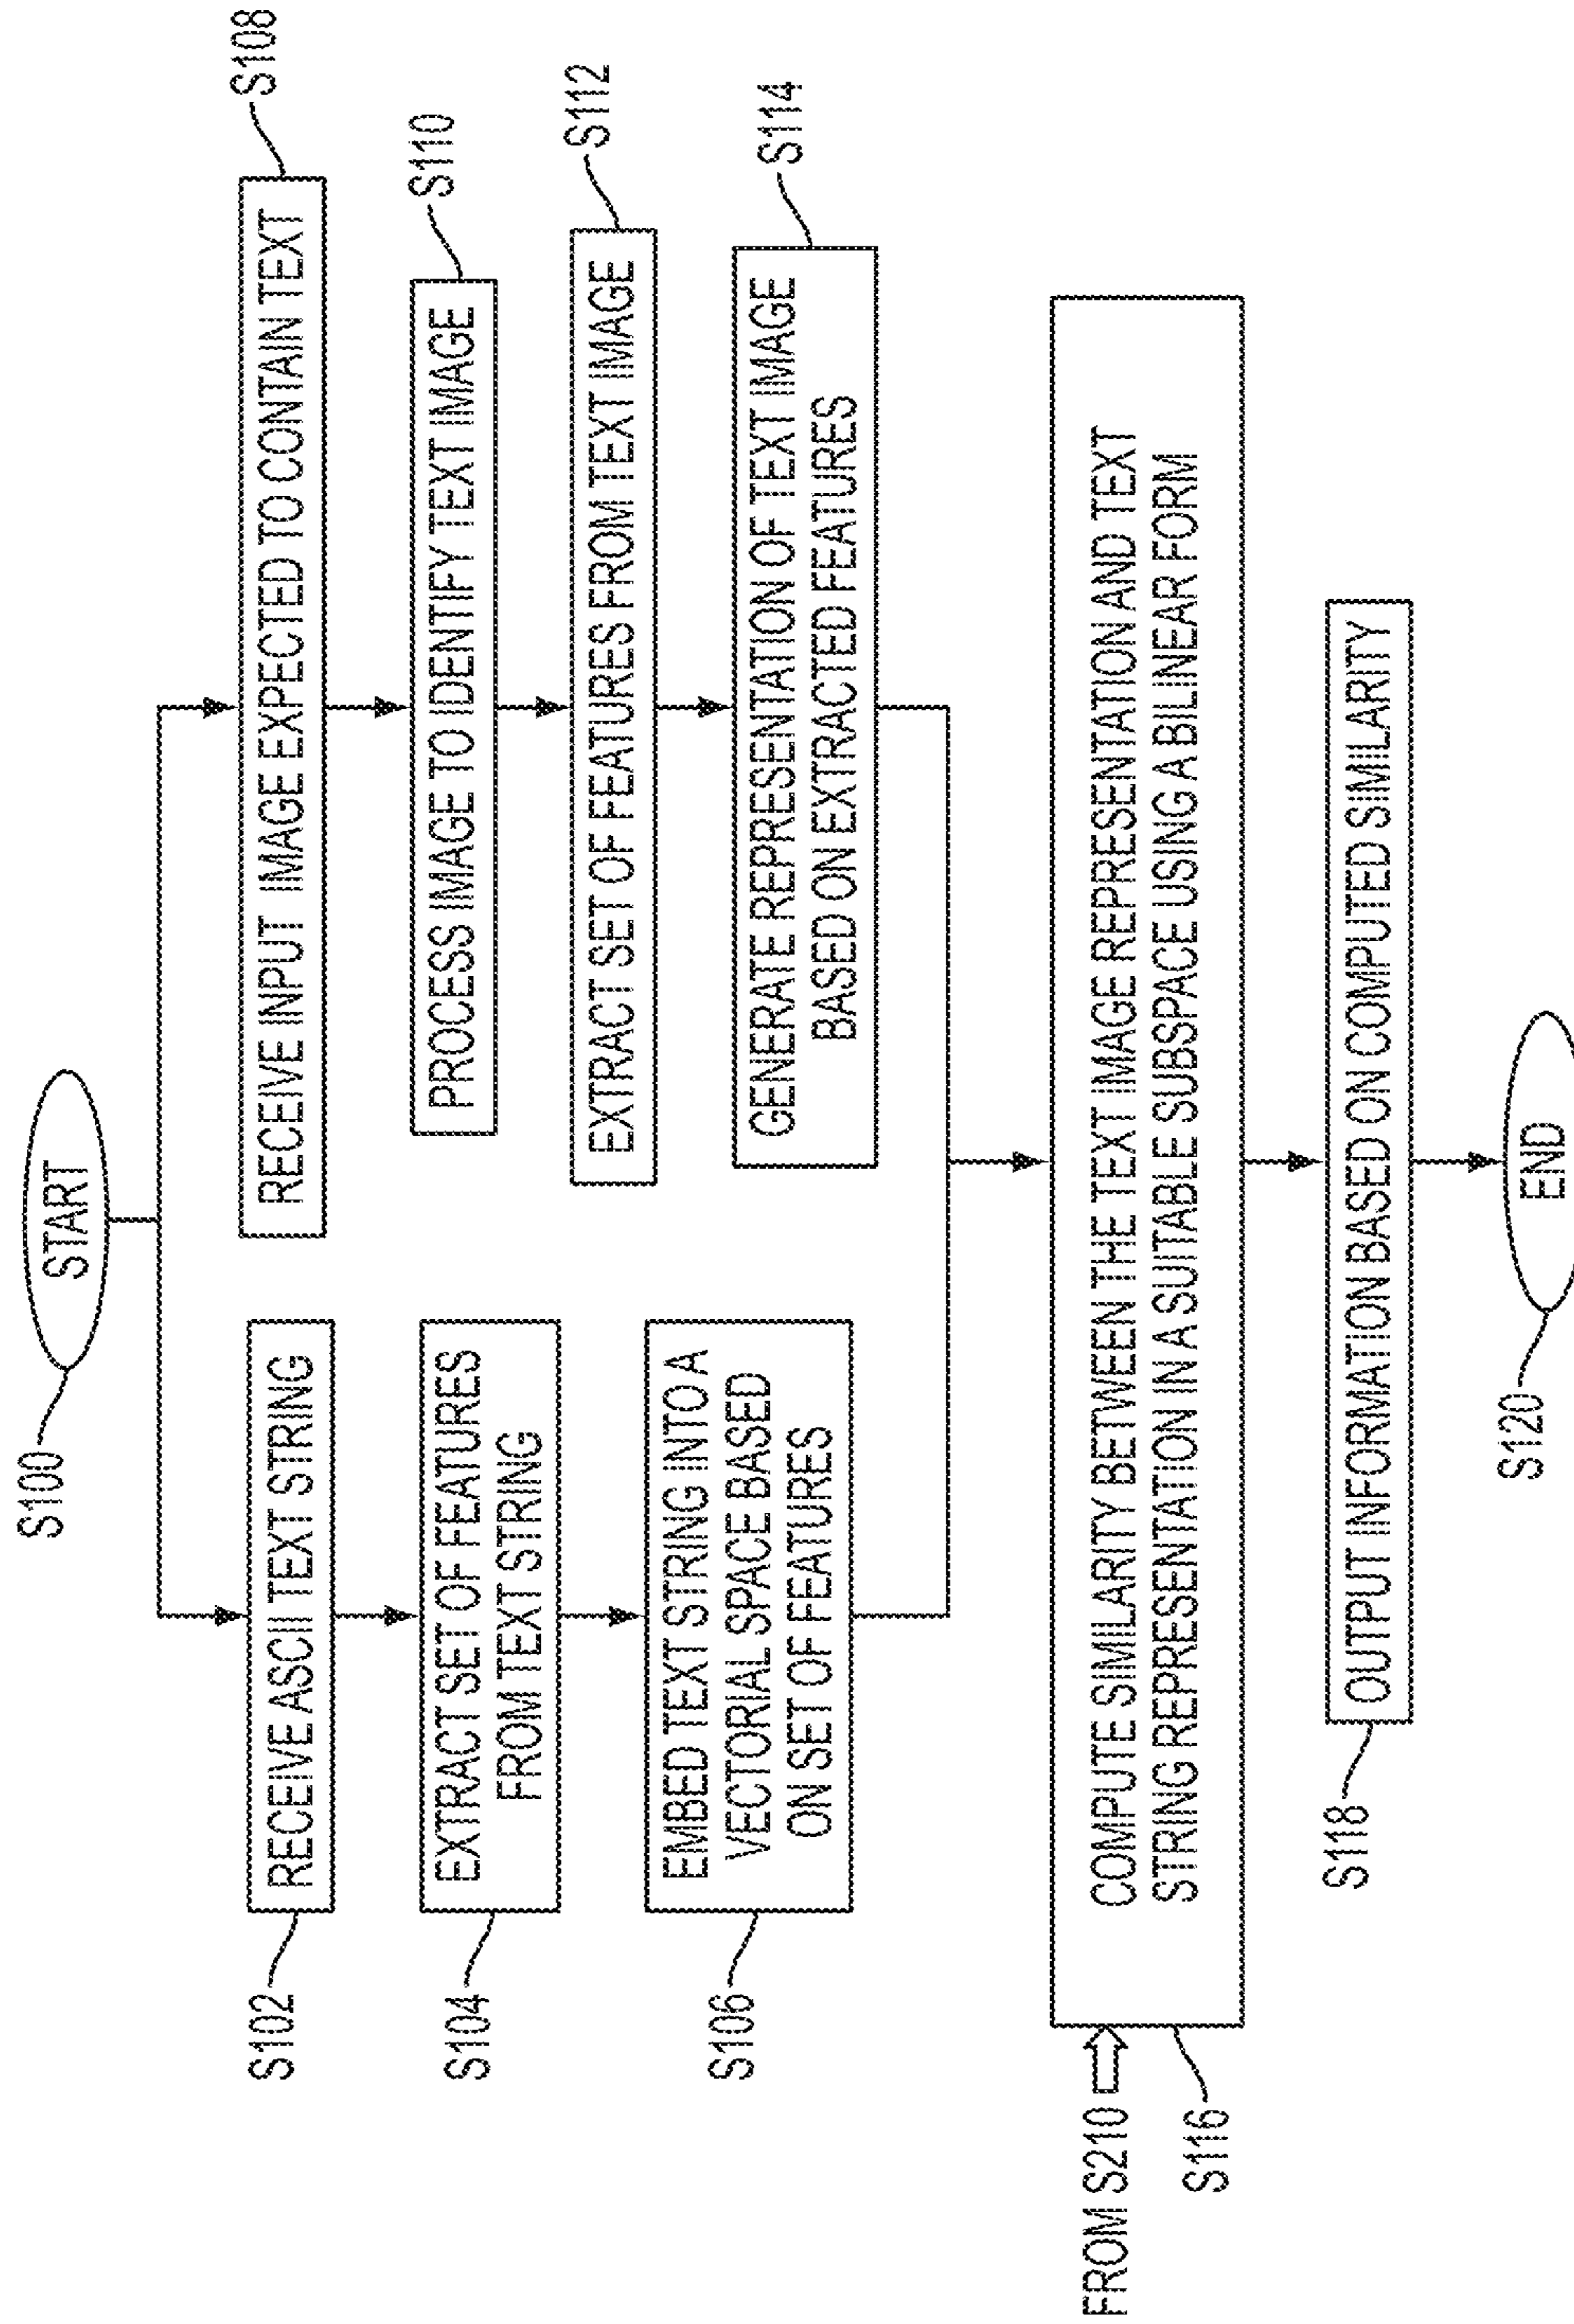 S100
START
S102
RECEIVE ASCII TEXT STRING
S104
EXTRACT SET OF FEATURES
FROM TEXT STRING
S106
EMBED TEXT STRING INTO A
VECTORIAL SPACE BASED
ON SET OF FEATURES
RECEIVE INPUT IMAGE EXPECTED TO CONTAIN TEXT
S108
PROCESS IMAGE TO IDENTIFY TEXT IMAGE
S110
EXTRACT SET OF FEATURES FROM TEXT IMAGE
S112
GENERATE REPRESENTATION OF TEXT IMAGE
BASED ON EXTRACTED FEATURES
S114
FROM S210
S116
COMPUTE SIMILARITY BETWEEN THE TEXT IMAGE REPRESENTATION AND TEXT
STRING REPRESENTATION IN A SUITABLE SUBSPACE USING A BILINEAR FORM
S118
OUTPUT INFORMATION BASED ON COMPUTED SIMILARITY
S120
END